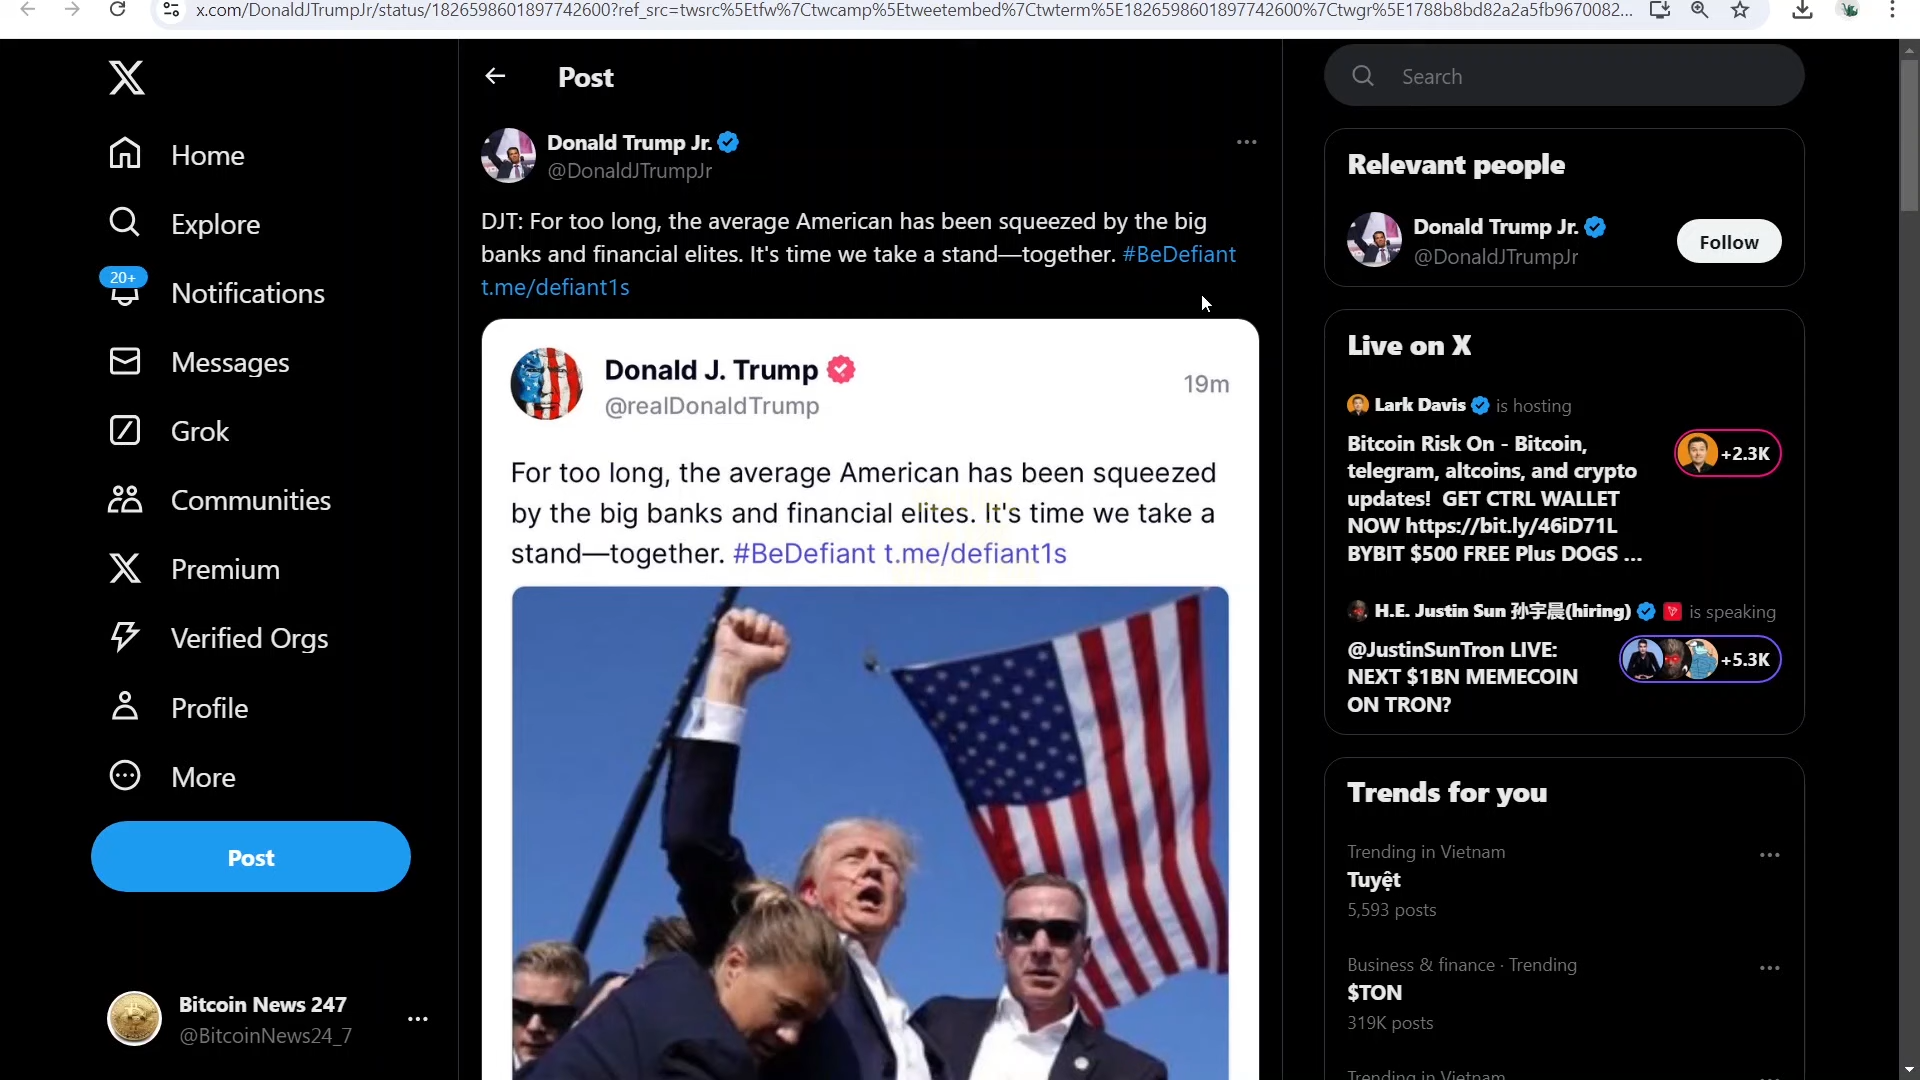 x.com/DonaldJTrumpJr/status/1826598601897742600?ref_src=twsrc%5Etfw%7Ctwcamp%5Etweetembed%7Ctwterm%5E1826598601897742600%7Ctwgr%5E1788b8bd82a2a5fb9670082...
Post
Search
Donald Trump Jr.
@DonaldJTrumpJr
DJT: For too long, the average American has been squeezed by the big
banks and financial elites. It's time we take a stand—together. #BeDefiant
t.me/defiant1s
Donald J. Trump
19m
@realDonaldTrump
For too long, the average American has been squeezed
by the big banks and financial elites. It's time we take a
stand—together. #BeDefiant t.me/defiant1s
Home
Explore
20+
Notifications
Messages
Grok
Communities
Premium
Verified Orgs
Profile
More
Post
Bitcoin News 247
@BitcoinNews24_7
Relevant people
Donald Trump Jr.
@DonaldJTrumpJr
Follow
Live on X
Lark Davis is hosting
Bitcoin Risk On - Bitcoin,
telegram, altcoins, and crypto
updates! GET CTRL WALLET
NOW https://bit.ly/46iD71L
BYBIT $500 FREE Plus DOGS ...
+2.3K
H.E. Justin Sun 孙宇晨(hiring) is speaking
@JustinSunTron LIVE:
NEXT $1BN MEMECOIN
ON TRON?
+5.3K
Trends for you
Trending in Vietnam
Tuyệt
5,593 posts
Business & finance · Trending
$TON
319K posts
Trending in Vietnam